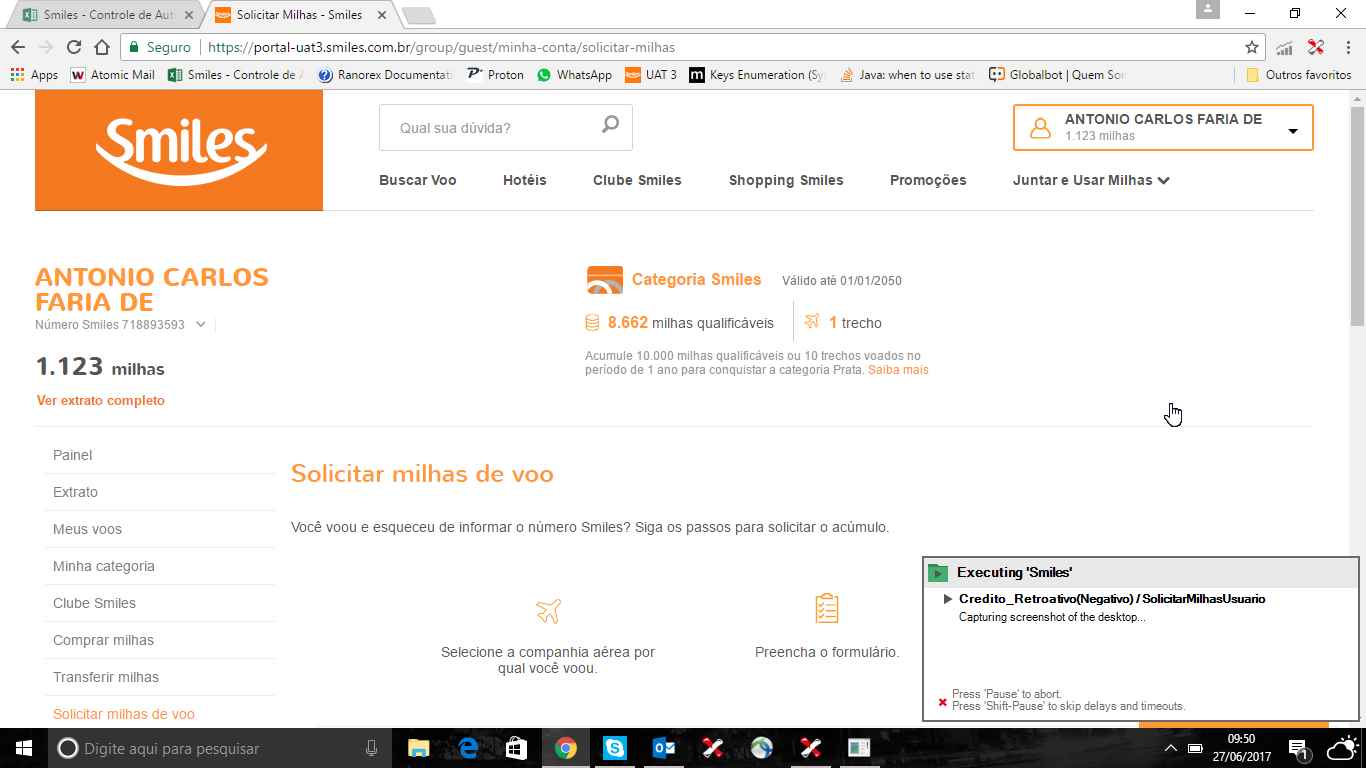 Smiles - Controle de Aut
Solicitar Milhas - Smiles
Seguro
https://portal-uat3.smiles.com.br/group/guest/minha-conta/solicitar-milhas
Apps
Atomic Mail
Smiles - Controle de A
Ranorex Documentat
Proton
WhatsApp
UAT 3
Keys Enumeration (Sy
Java: when to use stat
Globalbot | Quem So
Outros favoritos
Smiles
Qual sua dúvida?
ANTONIO CARLOS FARIA DE
1.123 milhas
Buscar Voo
Hotéis
Clube Smiles
Shopping Smiles
Promoções
Juntar e Usar Milhas
ANTONIO CARLOS
FARIA DE
Número Smiles 718893593
1.123 milhas
Ver extrato completo
Categoria Smiles
Válido até 01/01/2050
8.662 milhas qualificáveis
1 trecho
Acumule 10.000 milhas qualificáveis ou 10 trechos voados no
período de 1 ano para conquistar a categoria Prata. Saiba mais
Painel
Extrato
Meus voos
Minha categoria
Clube Smiles
Comprar milhas
Transferir milhas
Solicitar milhas de voo
Solicitar milhas de voo
Você voou e esqueceu de informar o número Smiles? Siga os passos para solicitar o acúmulo.
Selecione a companhia aérea por
qual você voou.
Preencha o formulário.
Executing 'Smiles'
Credito_Retroativo(Negativo) / SolicitarMilhasUsuario
Capturing screenshot of the desktop...
Press 'Pause' to abort.
Press 'Shift-Pause' to skip delays and timeouts.
Digite aqui para pesquisar
09:50
27/06/2017
1